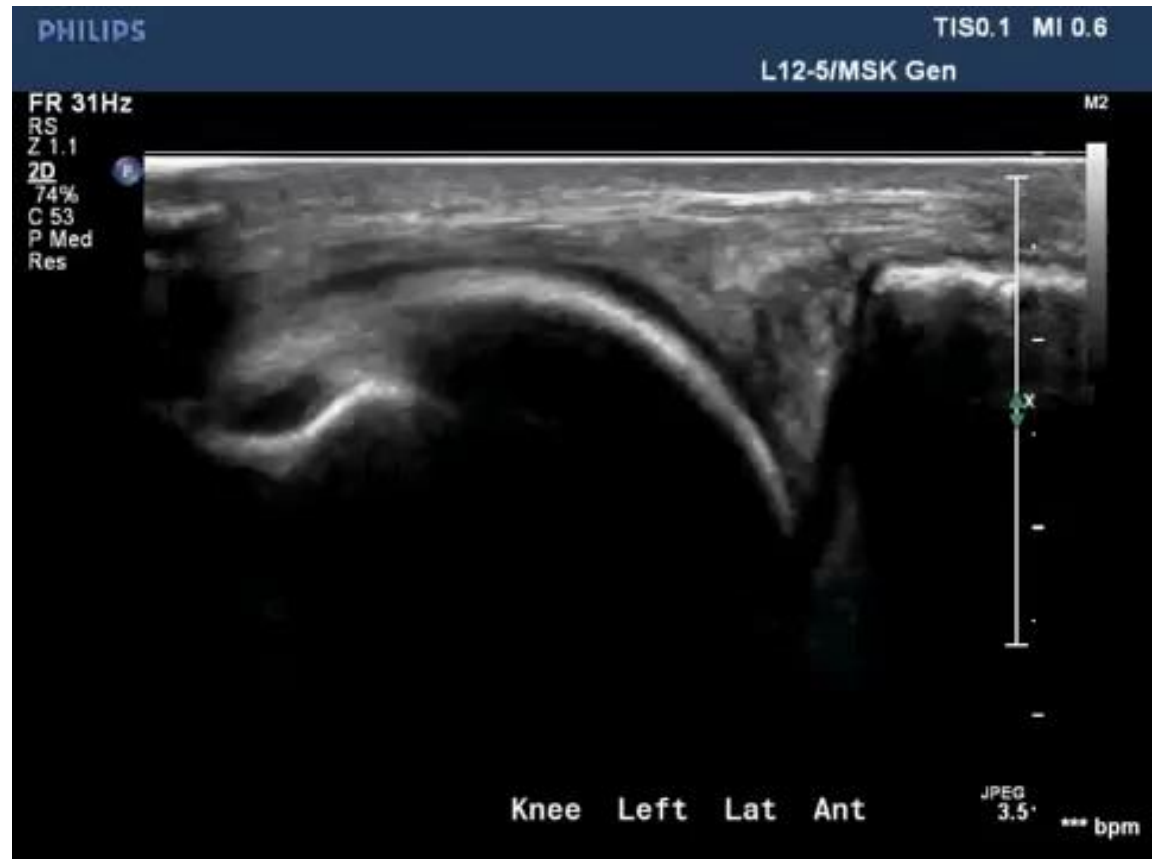 PHILIPS
TIS0.1 MI 0.6
L12-5/MSK Gen
FR 31Hz
M2
RS
Z 1.1
2D
74%
C 53
P Med
Res
P
x
Knee Left Lat Ant
JPEG
3.5
*** bpm